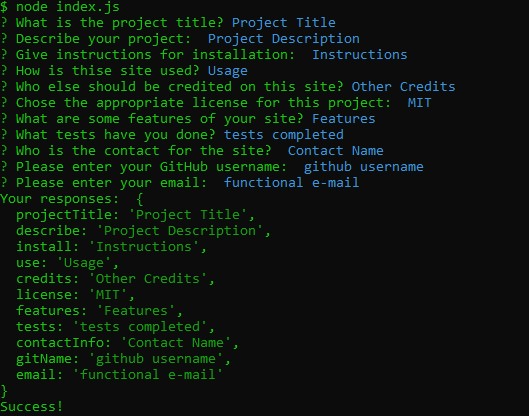 $ node index.js
? What is the project title? Project Title
? Describe your project:  Project Description
? Give instructions for installation:  Instructions
? How is thise site used? Usage
? Who else should be credited on this site? Other Credits
? Chose the appropriate license for this project:  MIT
? What are some features of your site? Features
? What tests have you done? tests completed
? Who is the contact for the site?  Contact Name
? Please enter your GitHub username:  github username
? Please enter your email:  functional e-mail
Your responses:  {
  projectTitle: 'Project Title',
  describe: 'Project Description',
  install: 'Instructions',
  use: 'Usage',
  credits: 'Other Credits',
  license: 'MIT',
  features: 'Features',
  tests: 'tests completed',
  contactInfo: 'Contact Name',
  gitName: 'github username',
  email: 'functional e-mail'
}
Success!